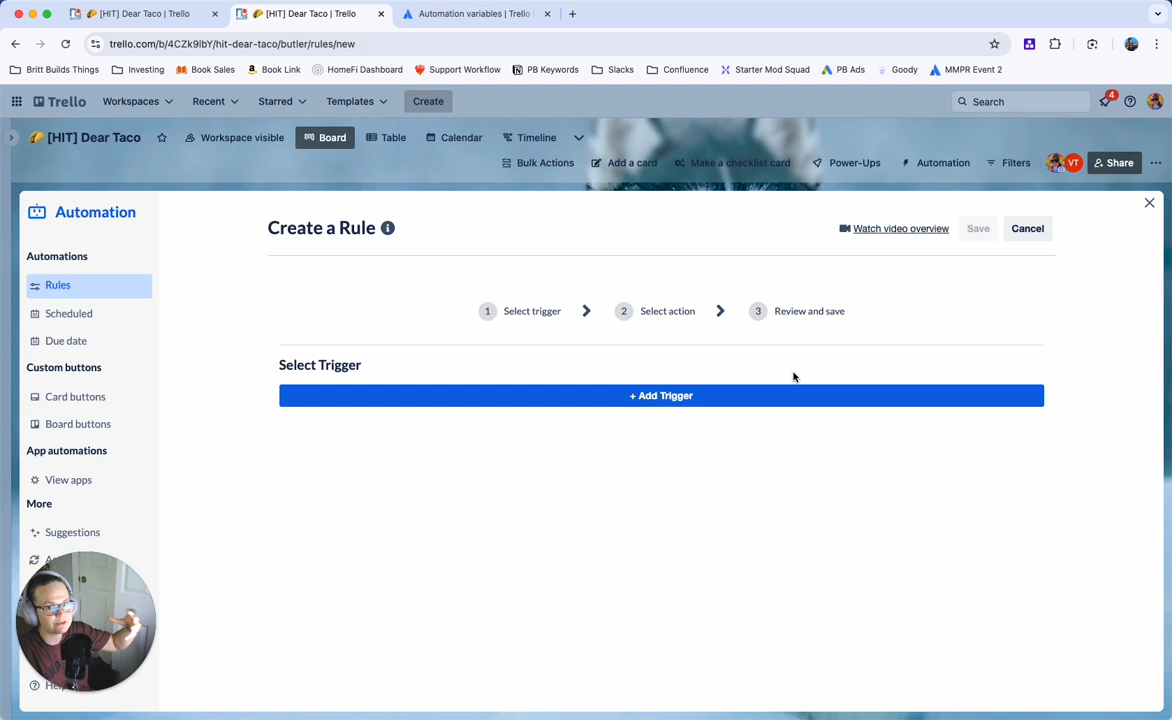 [HIT] Dear Taco | Trello
[HIT] Dear Taco | Trello
Automation variables | Trello
trello.com/b/4CZk9lbY/hit-dear-taco/butler/rules/new
Britt Builds Things
Investing
Book Sales
Book Link
HomeFi Dashboard
Support Workflow
PB Keywords
Slacks
Confluence
Starter Mod Squad
PB Ads
Goody
MMPR Event 2
Trello
Workspaces
Recent
Starred
Templates
Create
Search
4
[HIT] Dear Taco
Workspace visible
Board
Table
Calendar
Timeline
Bulk Actions
Add a card
Make a checklist card
Power-Ups
Automation
Filters
VT
Share
Automation
Automations
Rules
Scheduled
Due date
Custom buttons
Card buttons
Board buttons
App automations
View apps
More
Suggestions
Create a Rule
Watch video overview
Save
Cancel
1 Select trigger
2 Select action
3 Review and save
Select Trigger
+ Add Trigger